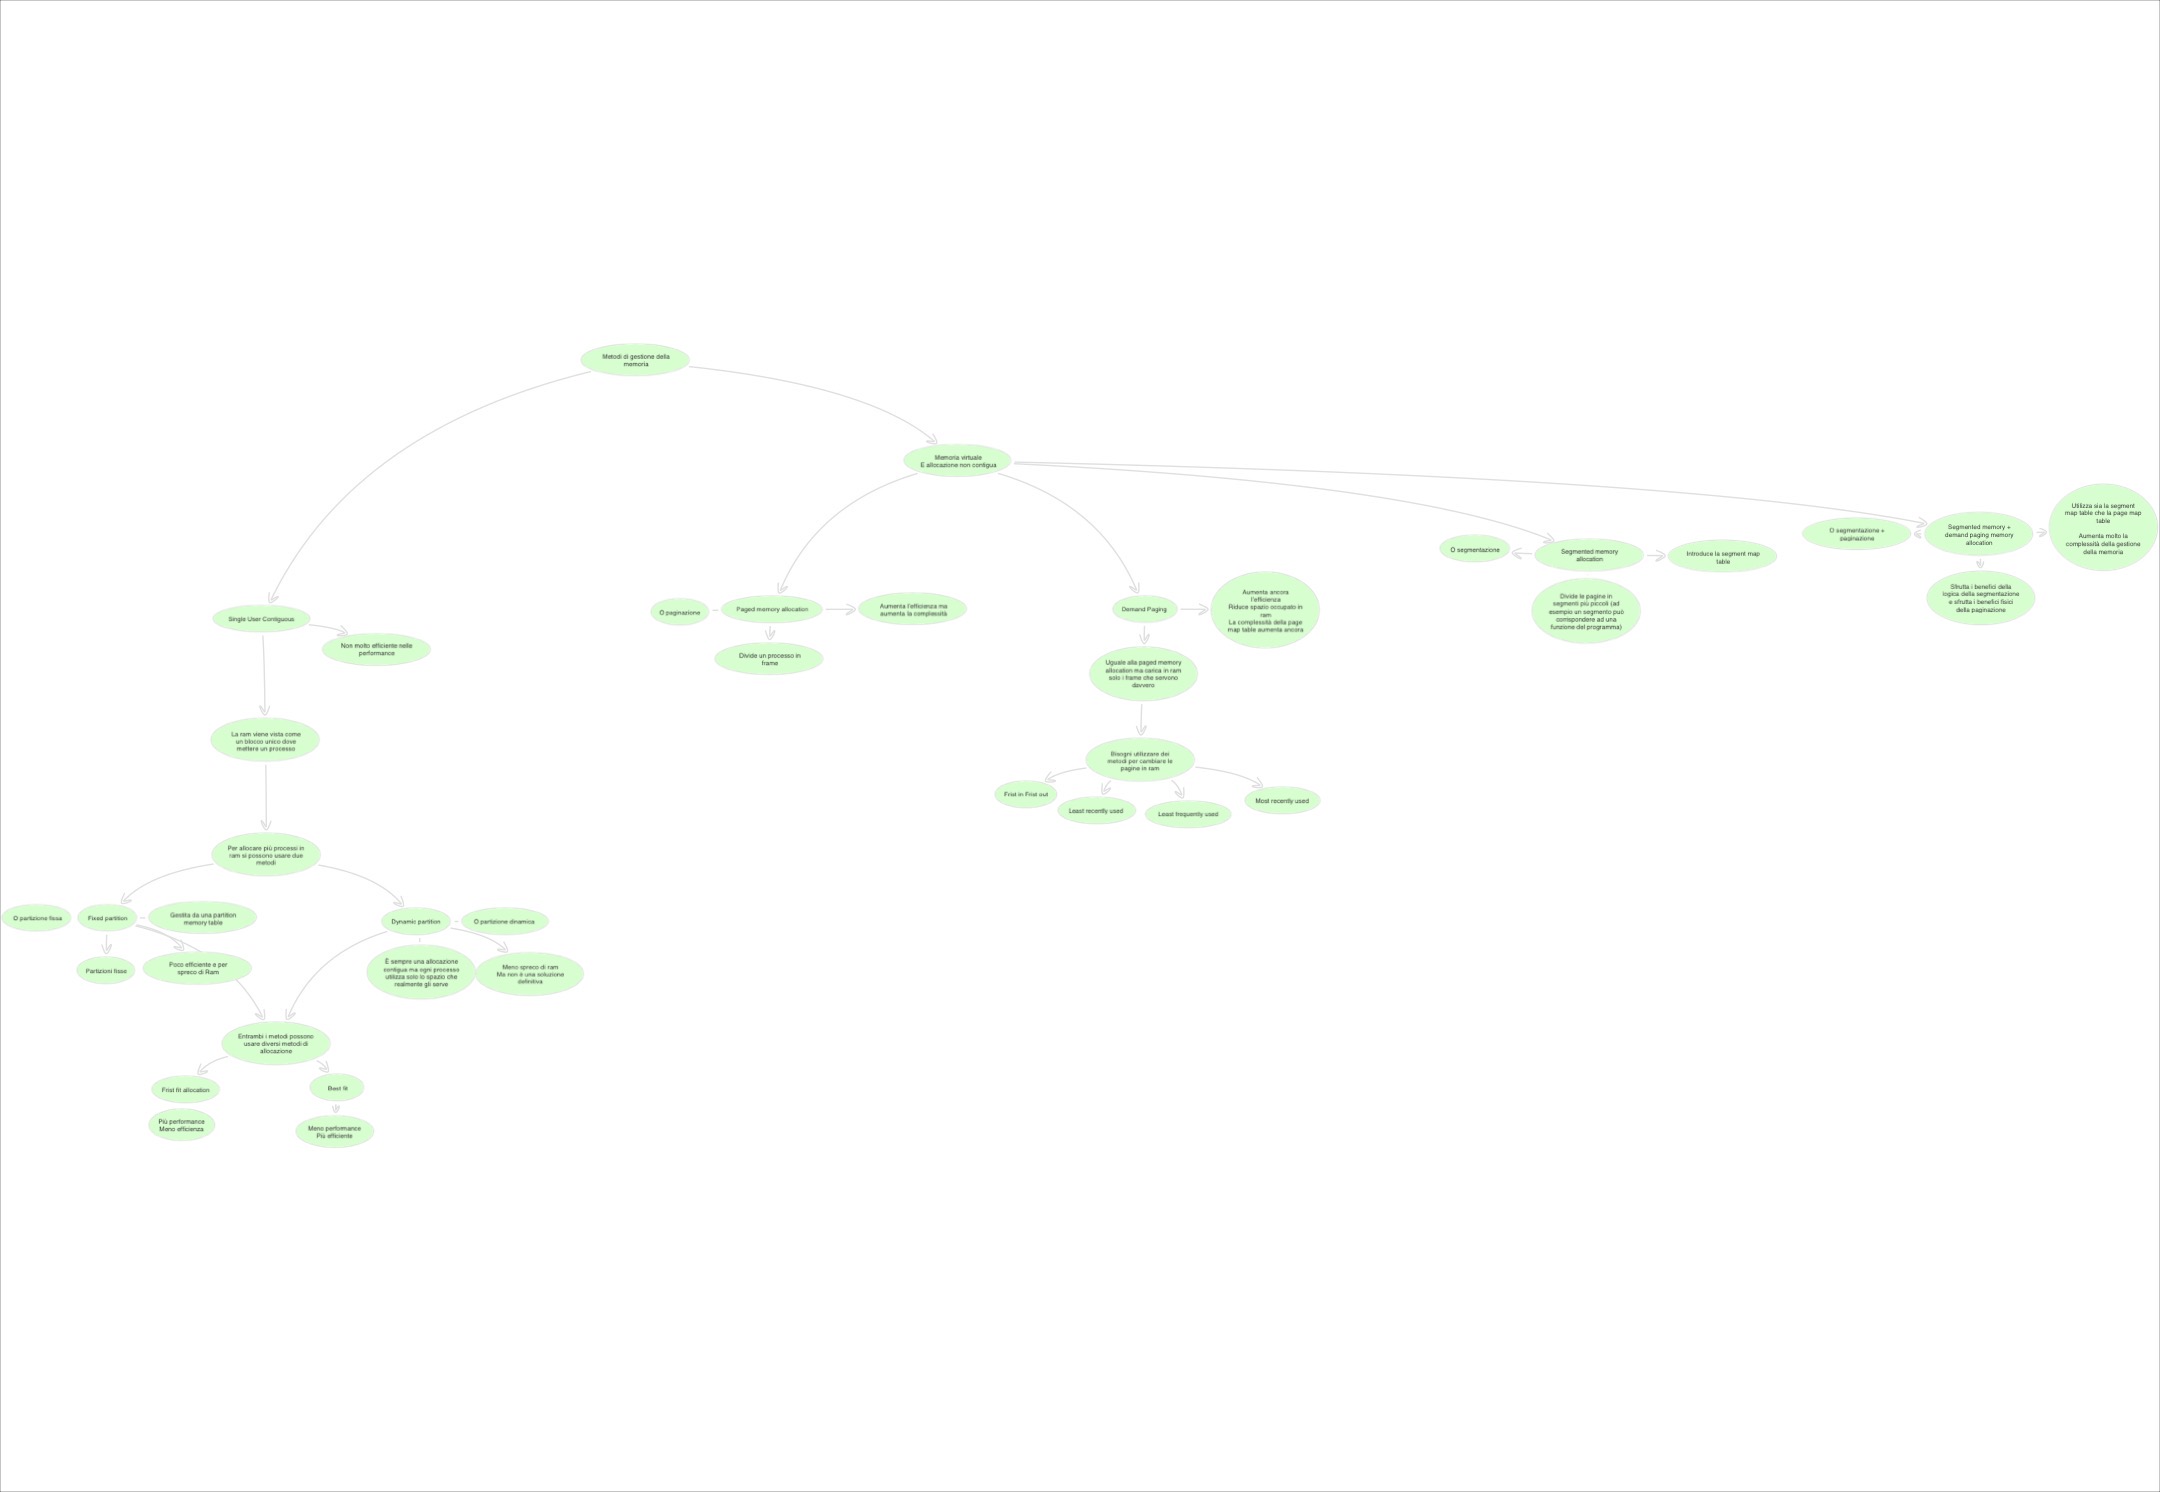 Metodi di gestione della
memoria
Memoria virtuale
E allocazione non contigua
Single User Contiguous
Non molto efficiente nelle
performance
La ram viene vista come
un blocco unico dove
mettere un processo
Per allocare più processi in
ram si possono usare due
metodi
O partizione fissa
Fixed partition
Gestita da una partition
memory table
Partizioni fisse
Poco efficiente e per
spreco di Ram
Dynamic partition
O partizione dinamica
È sempre una allocazione
contigua ma ogni processo
utilizza solo lo spazio che
realmente gli serve
Meno spreco di ram
Ma non è una soluzione
definitiva
Entrambi i metodi possono
usare diversi metodi di
allocazione
Frist fit allocation
Più performance
Meno efficienza
Best fit
Meno performance
Più efficiente
O paginazione
Paged memory allocation
Aumenta l'efficienza ma
aumenta la complessità
Divide un processo in
frame
Demand Paging
Aumenta ancora
l'efficienza
Riduce spazio occupato in
ram
La complessità della page
map table aumenta ancora
Uguale alla paged memory
allocation ma carica in ram
solo i frame che servono
davvero
Bisogni utilizzare dei
metodi per cambiare le
pagine in ram
Frist in Frist out
Least recently used
Least frequently used
Most recently used
O segmentazione
Segmented memory
allocation
Introduce la segment map
table
Divide le pagine in
segmenti più piccoli (ad
esempio un segmento può
corrispondere ad una
funzione del programma)
O segmentazione +
paginazione
Segmented memory +
demand paging memory
allocation
Utilizza sia la segment
map table che la page map
table
Aumenta molto la
complessità della gestione
della memoria
Sfrutta i benefici della
logica della segmentazione
e sfrutta i benefici fisici
della paginazione